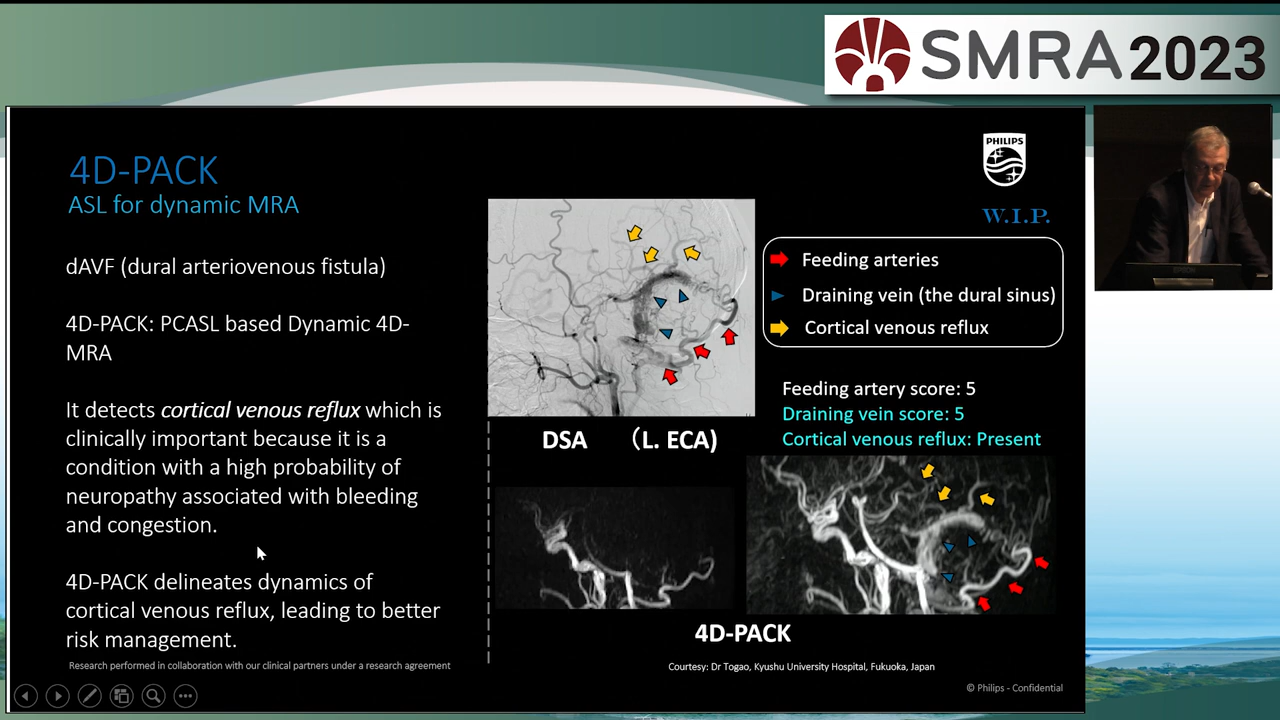 SMRA 2023
PHILIPS
4D-PACK
ASL for dynamic MRA
W.I.P.
dAVF (dural arteriovenous fistula)
4D-PACK: PCASL based Dynamic 4D-
MRA
It detects cortical venous reflux which is
clinically important because it is a
condition with a high probability of
neuropathy associated with bleeding
and congestion.
4D-PACK delineates dynamics of
cortical venous reflux, leading to better
risk management.
Research performed in collaboration with our clinical partners under a research agreement
Feeding arteries
Draining vein (the dural sinus)
Cortical venous reflux
DSA （L. ECA)
Feeding artery score: 5
Draining vein score: 5
Cortical venous reflux: Present
4D-PACK
Courtesy: Dr Togao, Kyushu University Hospital, Fukuoka, Japan
© Philips - Confidential